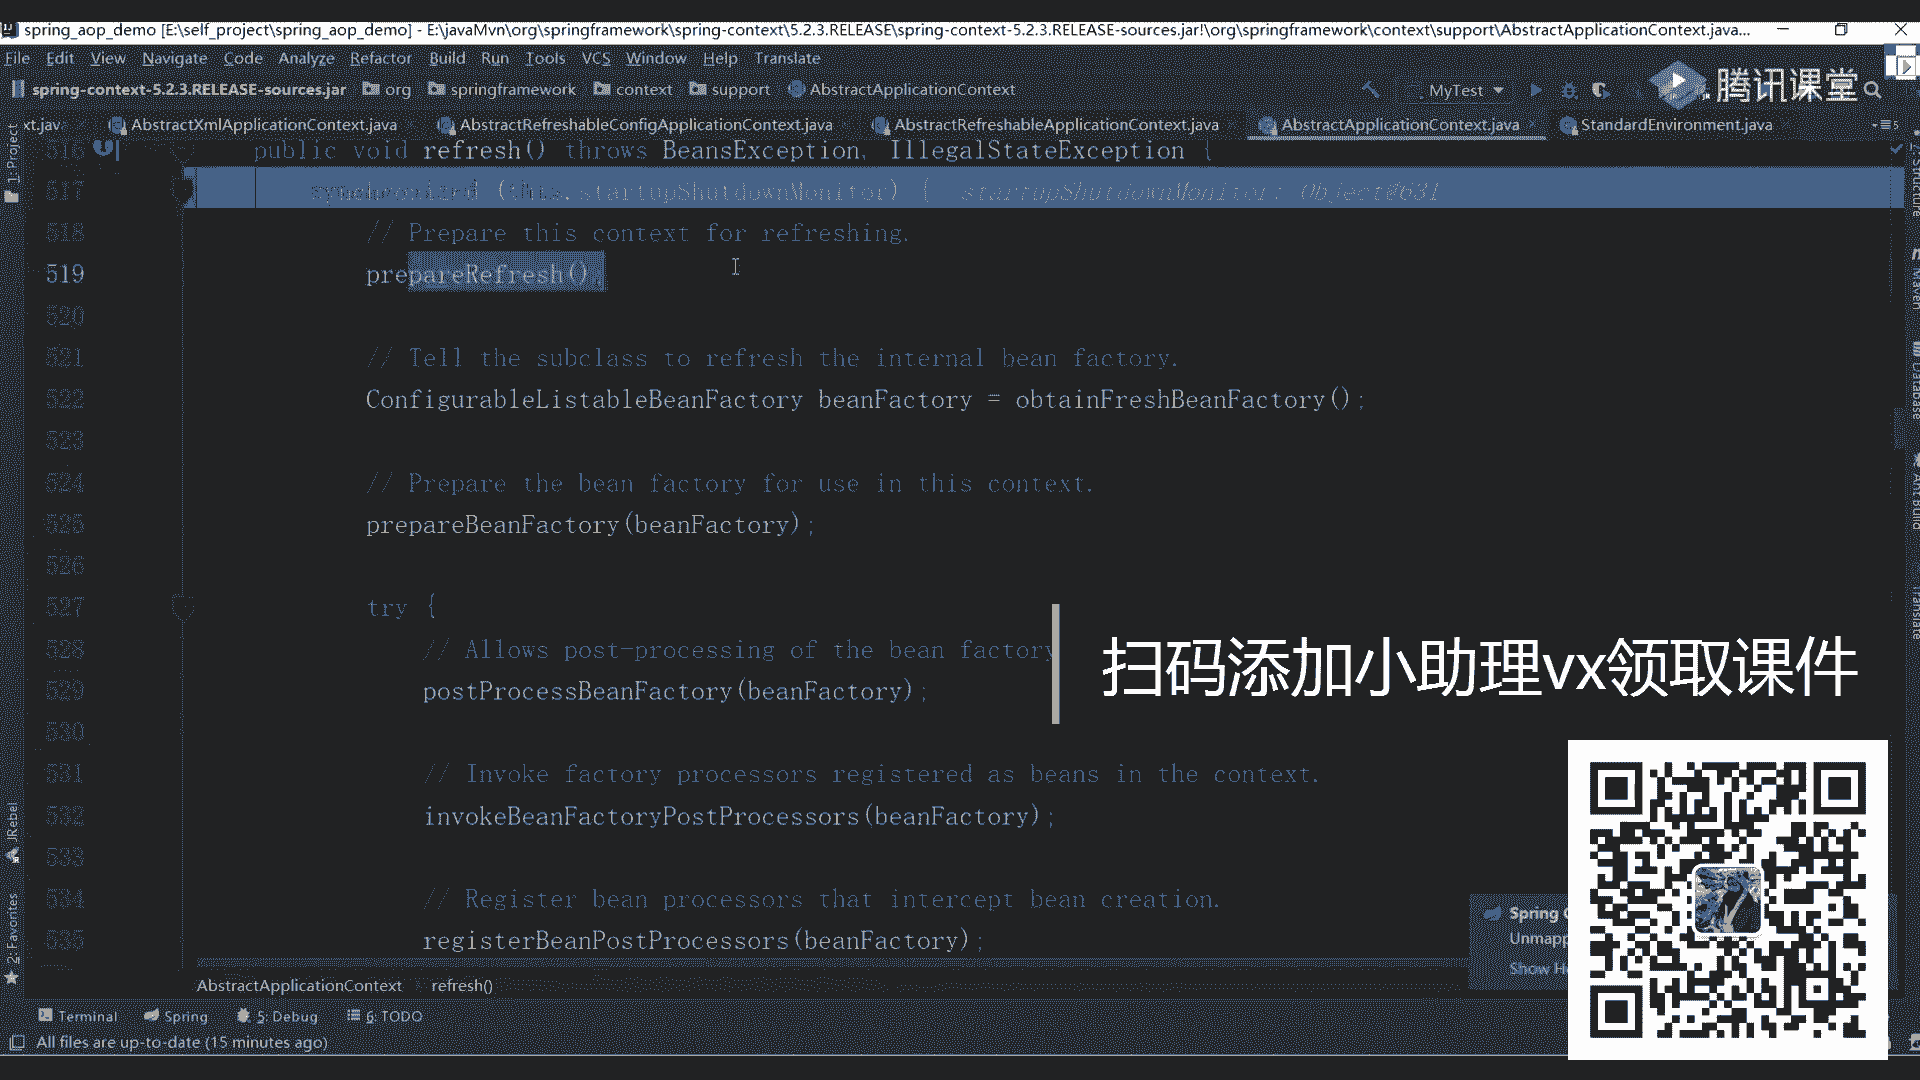 spring_aop_demo [E:\self_project\spring_aop_demo] - E:\javaMvn\org\springframework\spring-context\5.2.3.RELEASE\spring-context-5.2.3.RELEASE-sources.jar!\org\springframework\context\support\AbstractApplicationContext.java...
File Edit View Navigate Code Analyze Refactor Build Run Tools VCS Window Help Translate
spring-context-5.2.3.RELEASE-sources.jar org springframework context support AbstractApplicationContext MyTest 腾讯课堂
xt.jav AbstractXmlApplicationContext.java AbstractRefreshableConfigApplicationContext.java AbstractRefreshableApplicationContext.java AbstractApplicationContext.java StandardEnvironment.java
516 public void refresh() throws BeansException, IllegalStateException {
517 synchronized (this.startupShutdownMonitor) { startupShutdownMonitor: Object@631
518 // Prepare this context for refreshing.
519 prepareRefresh();
520
521 // Tell the subclass to refresh the internal bean factory.
522 ConfigurableListableBeanFactory beanFactory = obtainFreshBeanFactory();
523
524 // Prepare the bean factory for use in this context.
525 prepareBeanFactory(beanFactory);
526
527 try {
528 // Allows post-processing of the bean factory
529 postProcessBeanFactory(beanFactory);
530
531 // Invoke factory processors registered as beans in the context.
532 invokeBeanFactoryPostProcessors(beanFactory);
533
534 // Register bean processors that intercept bean creation.
535 registerBeanPostProcessors(beanFactory);
AbstractApplicationContext refresh()
Terminal Spring 5: Debug 6: TODO
All files are up-to-date (15 minutes ago)
1: Project
JRebel
2: Favorites
Structure
Maven
Database
Ant Build
Translate
扫码添加小助理vx领取课件
Spring
Unmapp
Show He